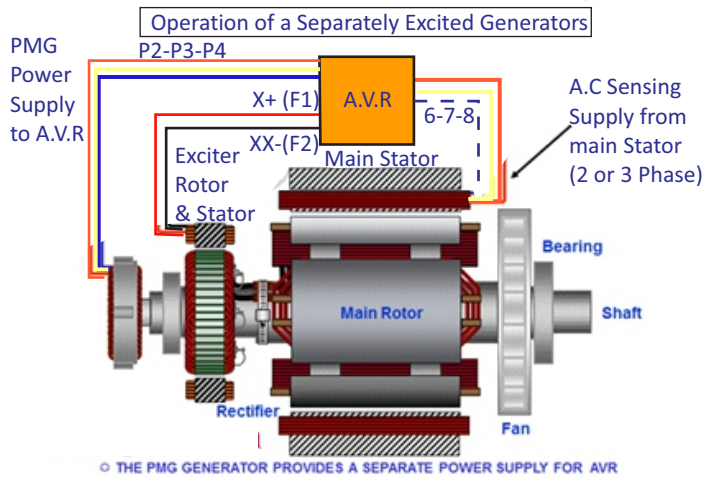 Operation of a Separately Excited Generators
PMG
Power
Supply
to A.V.R
P2-P3-P4
X+ (F1)
A.V.R
6-7-8
XX-(F2)
A.C Sensing
Supply from
main Stator
(2 or 3 Phase)
Exciter
Rotor
& Stator
Main Stator
Bearing
Main Rotor
Shaft
Rectifier
Fan
THE PMG GENERATOR PROVIDES A SEPARATE POWER SUPPLY FOR AVR